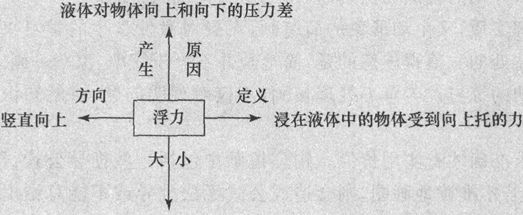 液体对物体向上和向下的压力差
产生 原因
方向 定义
竖直向上 浮力 浸在液体中的物体受到向上托的力
大小